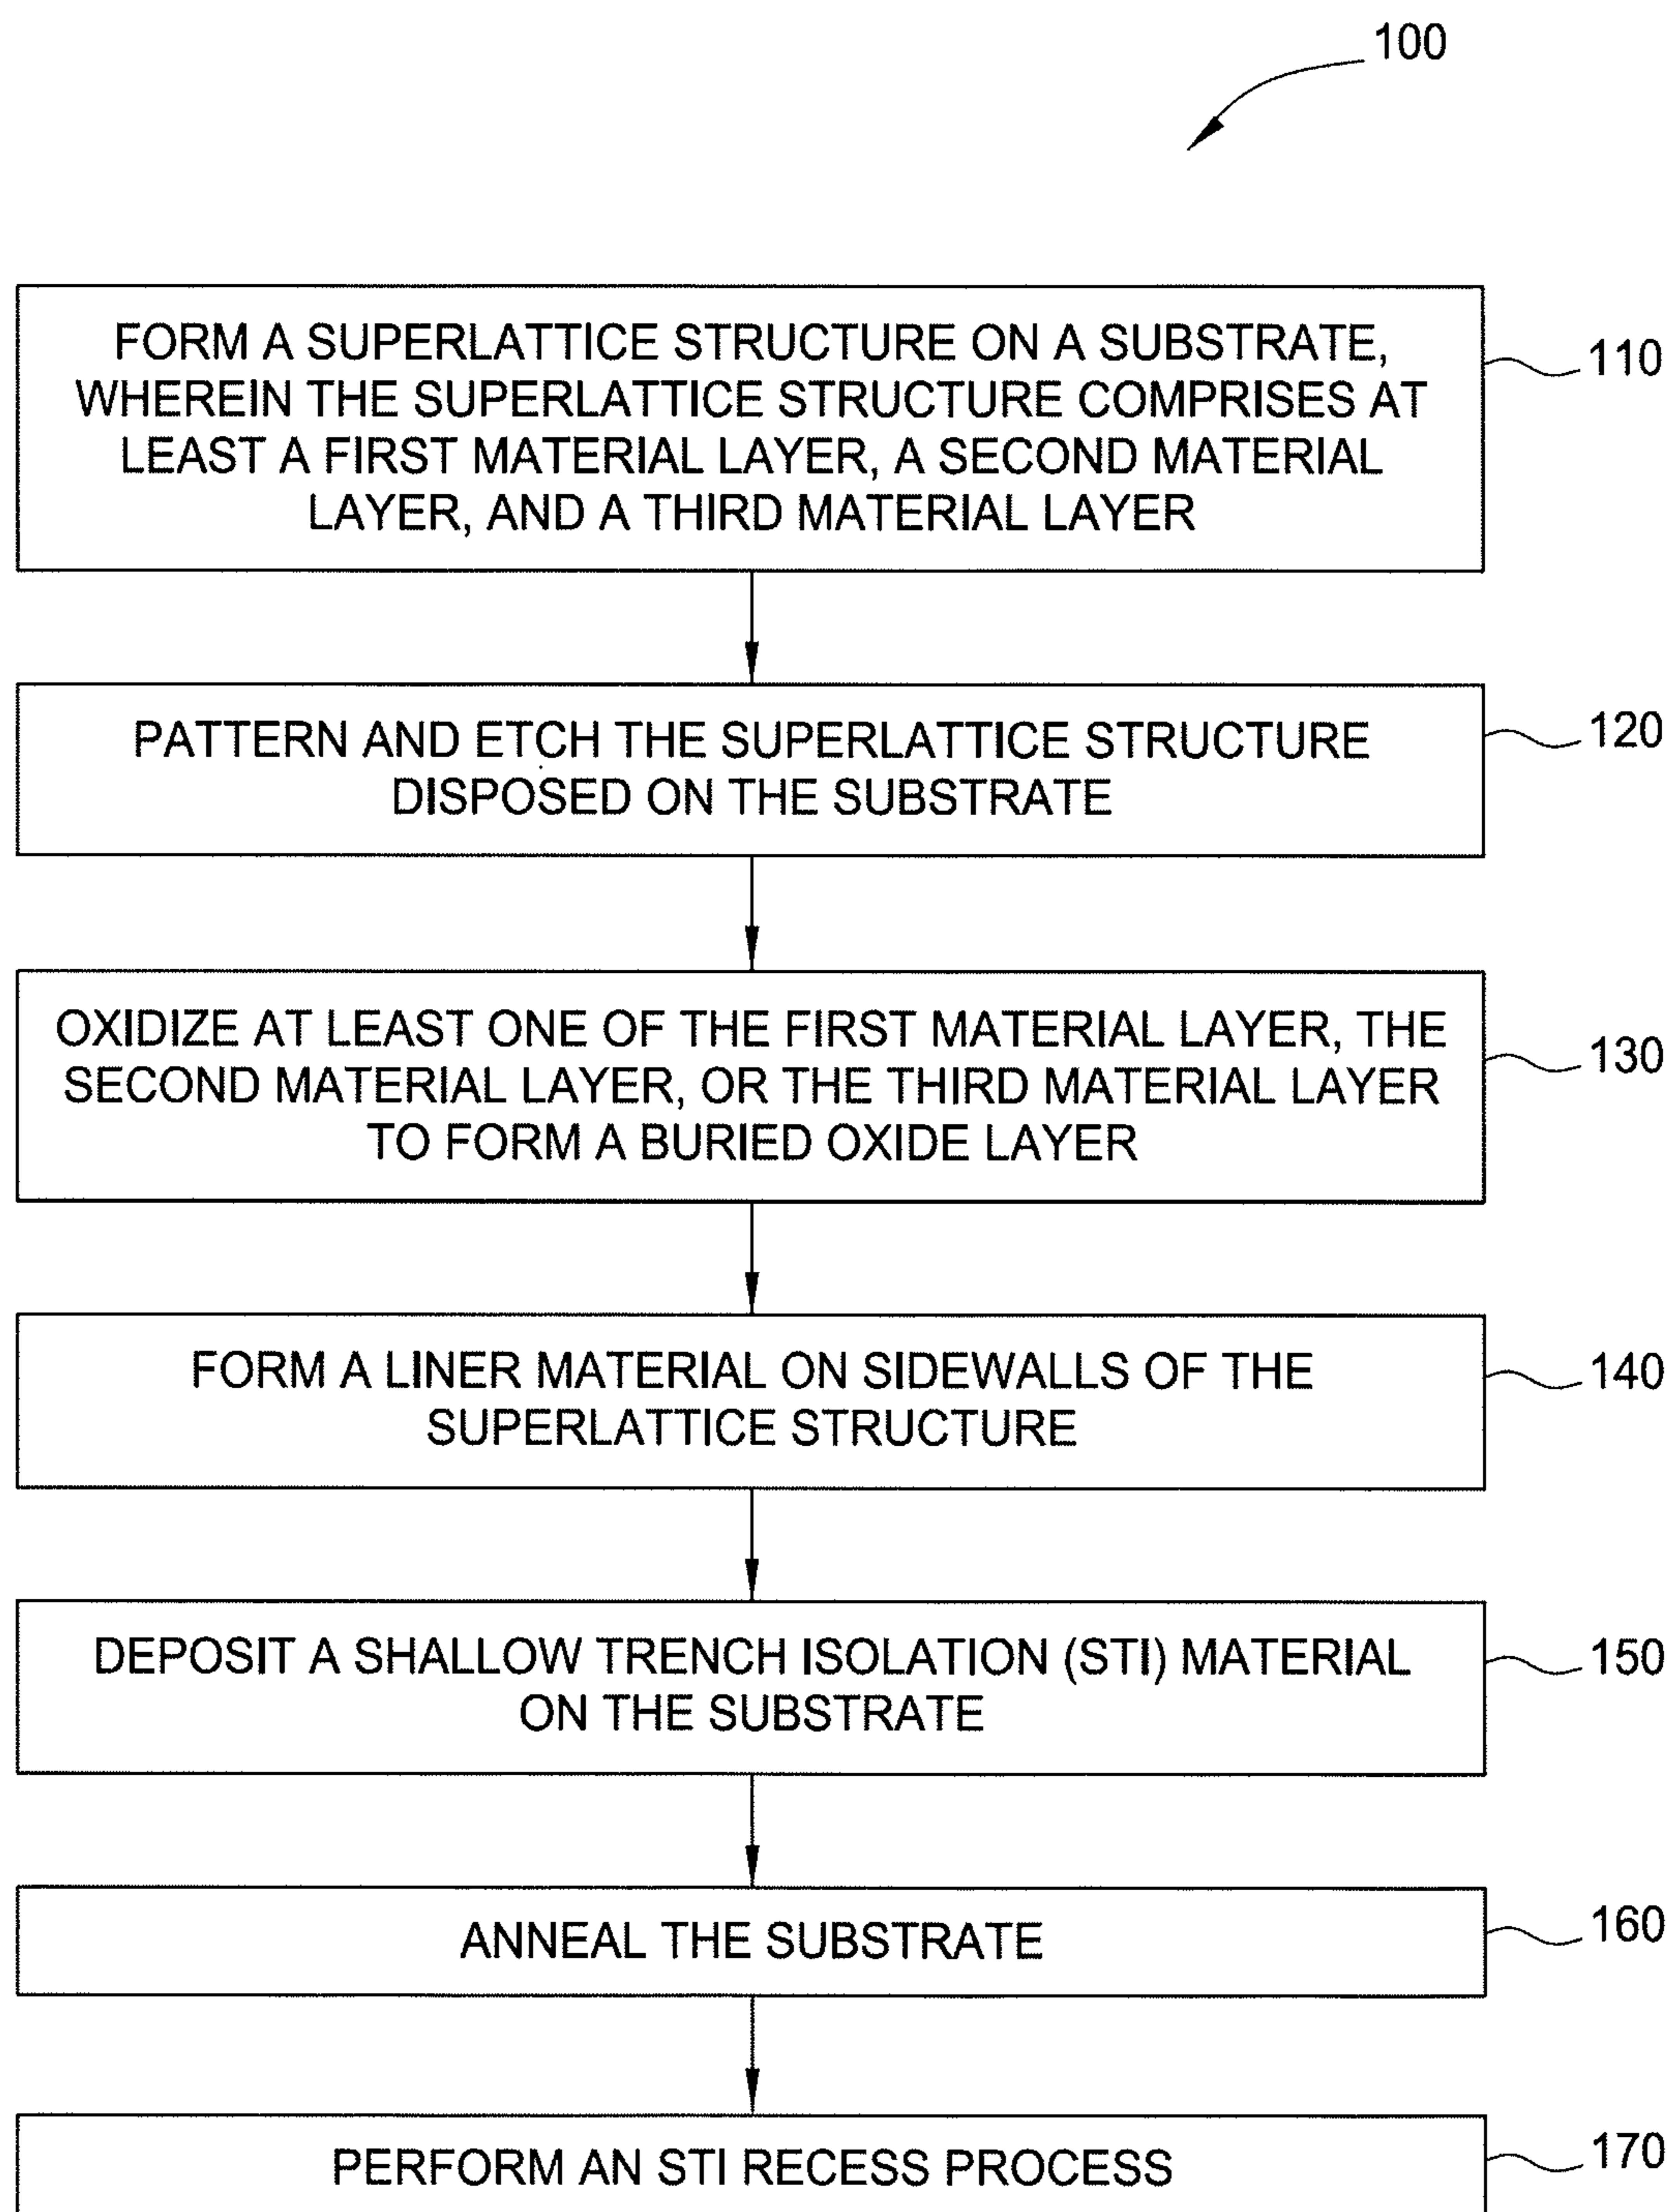 100
FORM A SUPERLATTICE STRUCTURE ON A SUBSTRATE,
WHEREIN THE SUPERLATTICE STRUCTURE COMPRISES AT
LEAST A FIRST MATERIAL LAYER, A SECOND MATERIAL
LAYER, AND A THIRD MATERIAL LAYER
110
PATTERN AND ETCH THE SUPERLATTICE STRUCTURE
DISPOSED ON THE SUBSTRATE
120
OXIDIZE AT LEAST ONE OF THE FIRST MATERIAL LAYER, THE
SECOND MATERIAL LAYER, OR THE THIRD MATERIAL LAYER
TO FORM A BURIED OXIDE LAYER
130
FORM A LINER MATERIAL ON SIDEWALLS OF THE
SUPERLATTICE STRUCTURE
140
DEPOSIT A SHALLOW TRENCH ISOLATION (STI) MATERIAL
ON THE SUBSTRATE
150
ANNEAL THE SUBSTRATE
160
PERFORM AN STI RECESS PROCESS
170